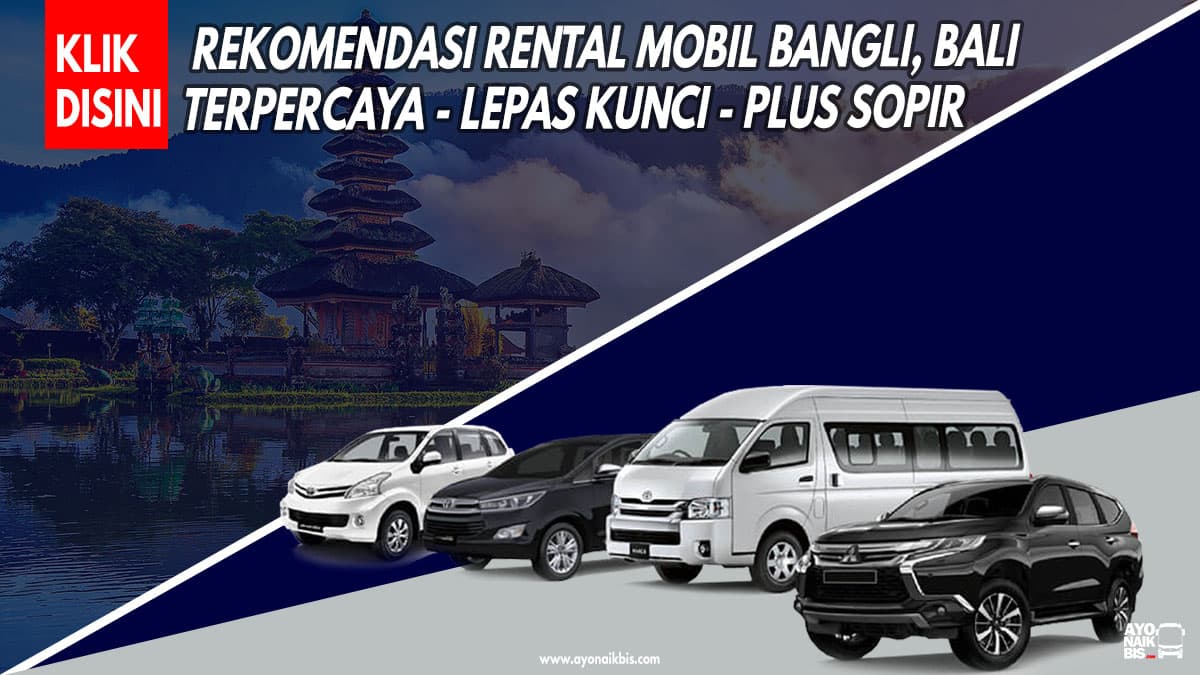 KLIK
DISINI
REKOMENDASI RENTAL MOBIL BANGLI, BALI
TERPERCAYA - LEPAS KUNCI - PLUS SOPIR
www.ayonaikbis.com
AYO
NAIK
BIS